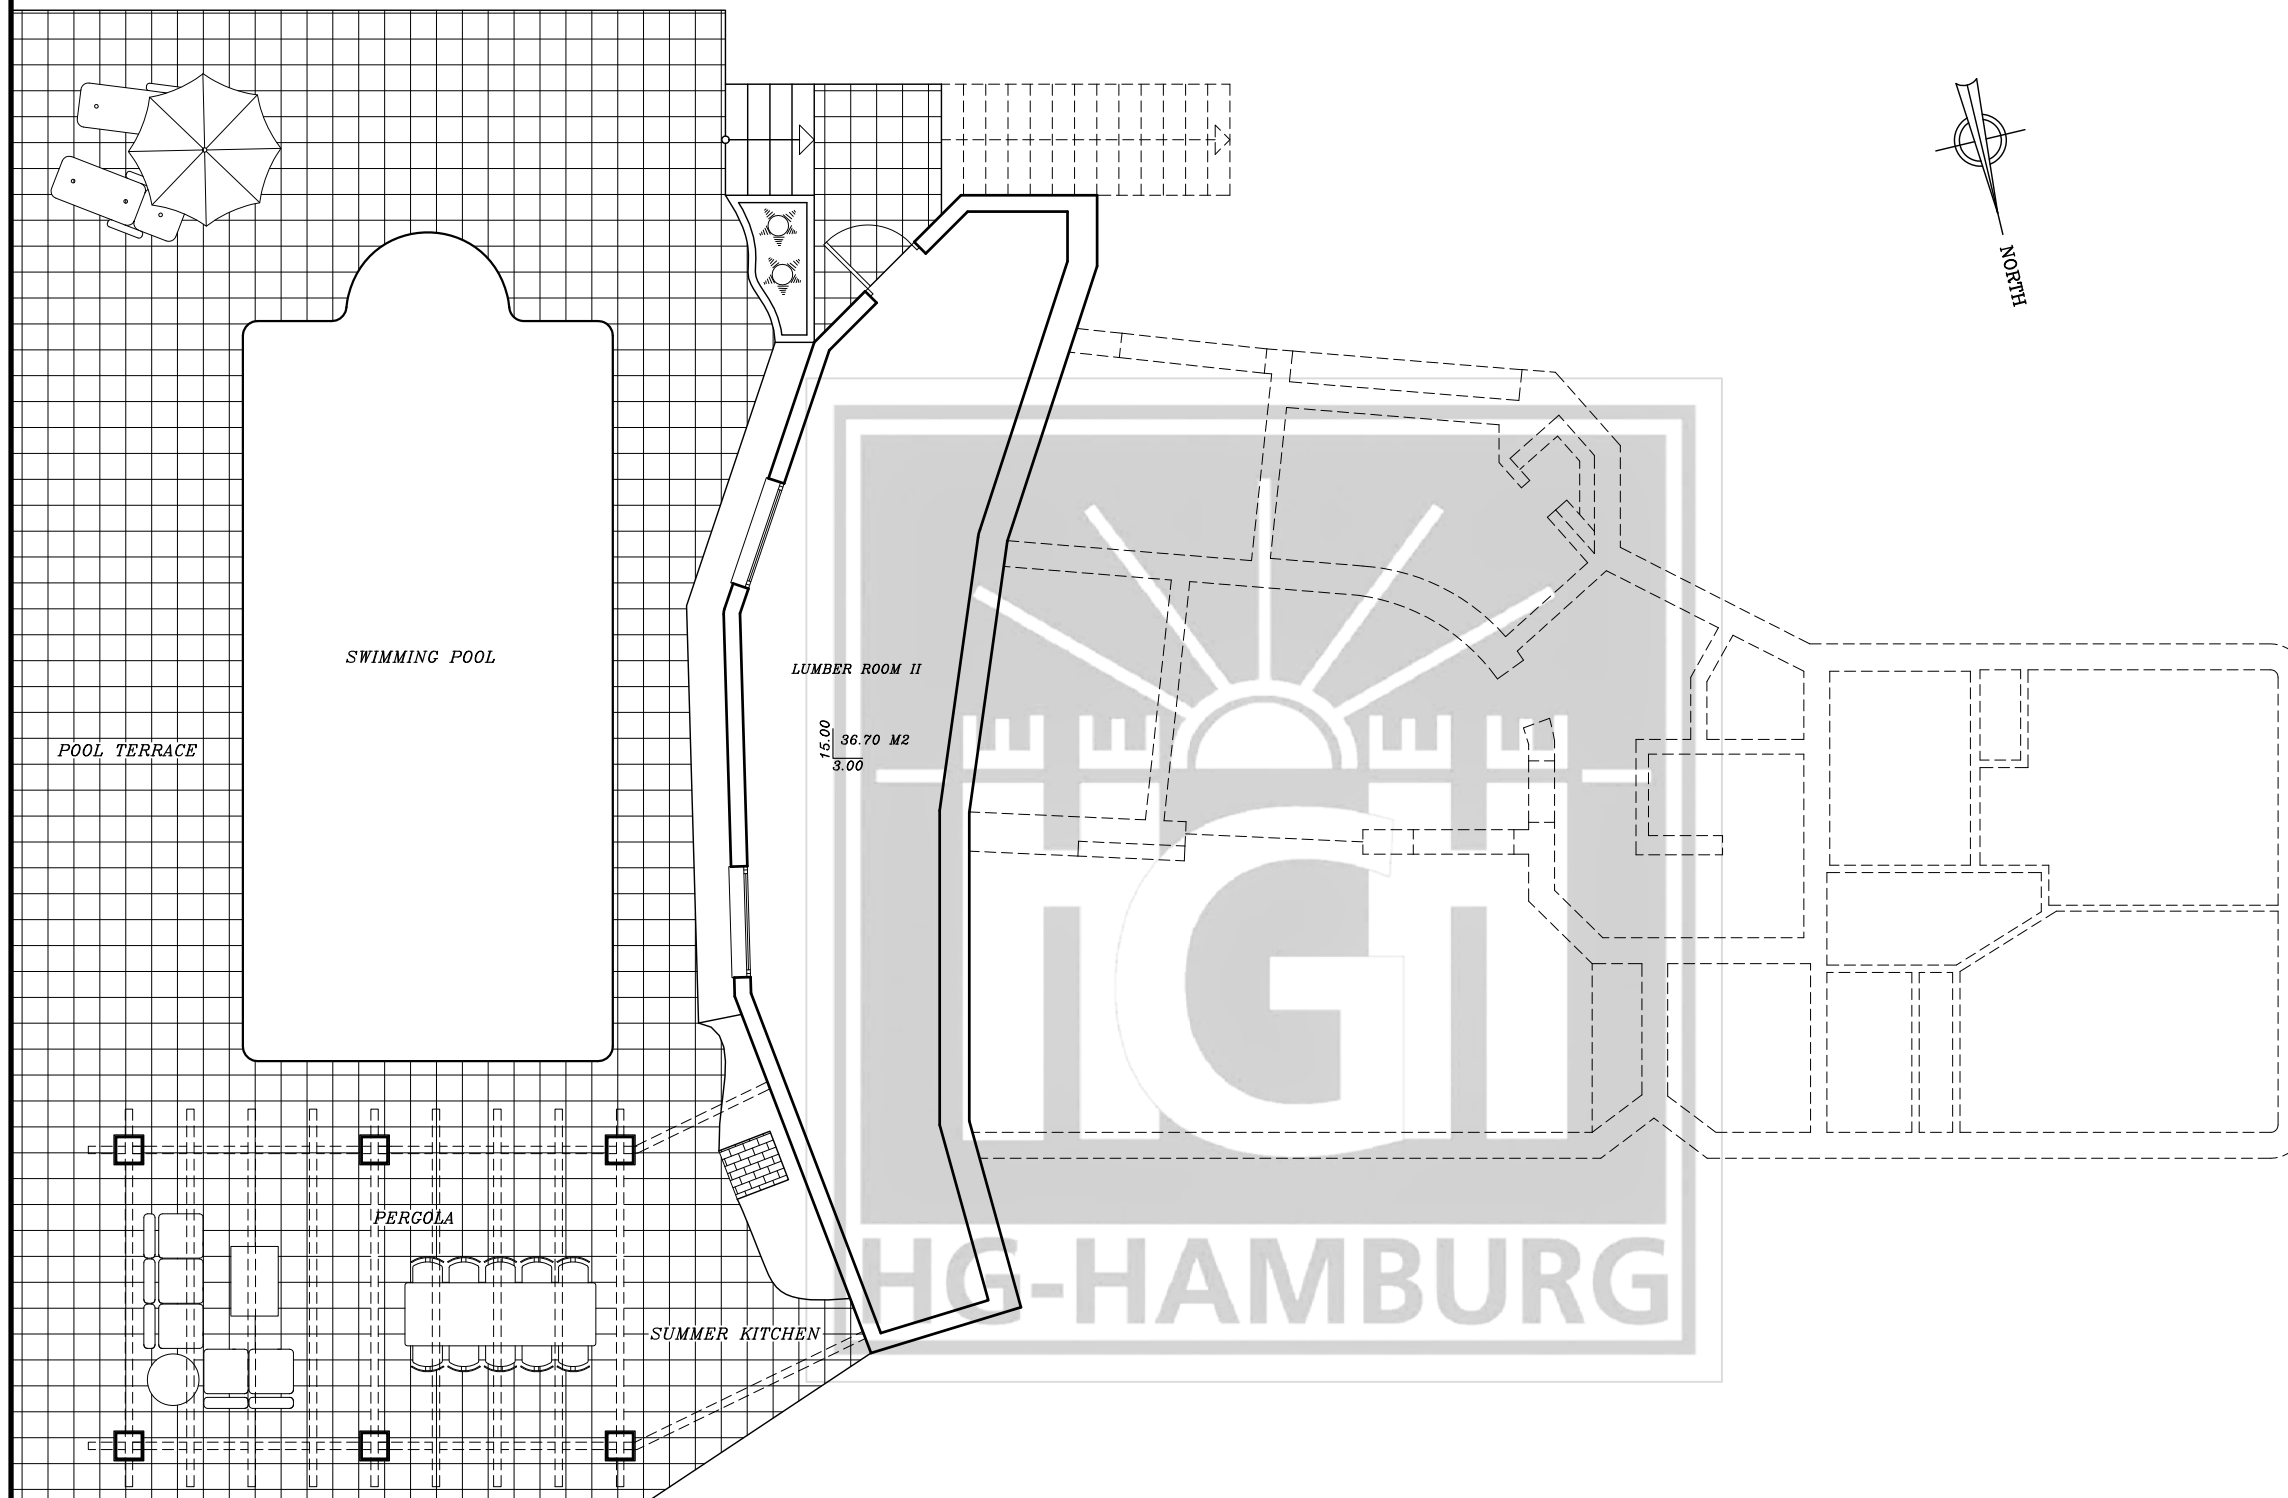 NORTH
SWIMMING POOL
LUMBER ROOM II
15.00
36.70 M2
3.00
POOL TERRACE
iGi
HG-HAMBURG
PERGOLA
SUMMER KITCHEN